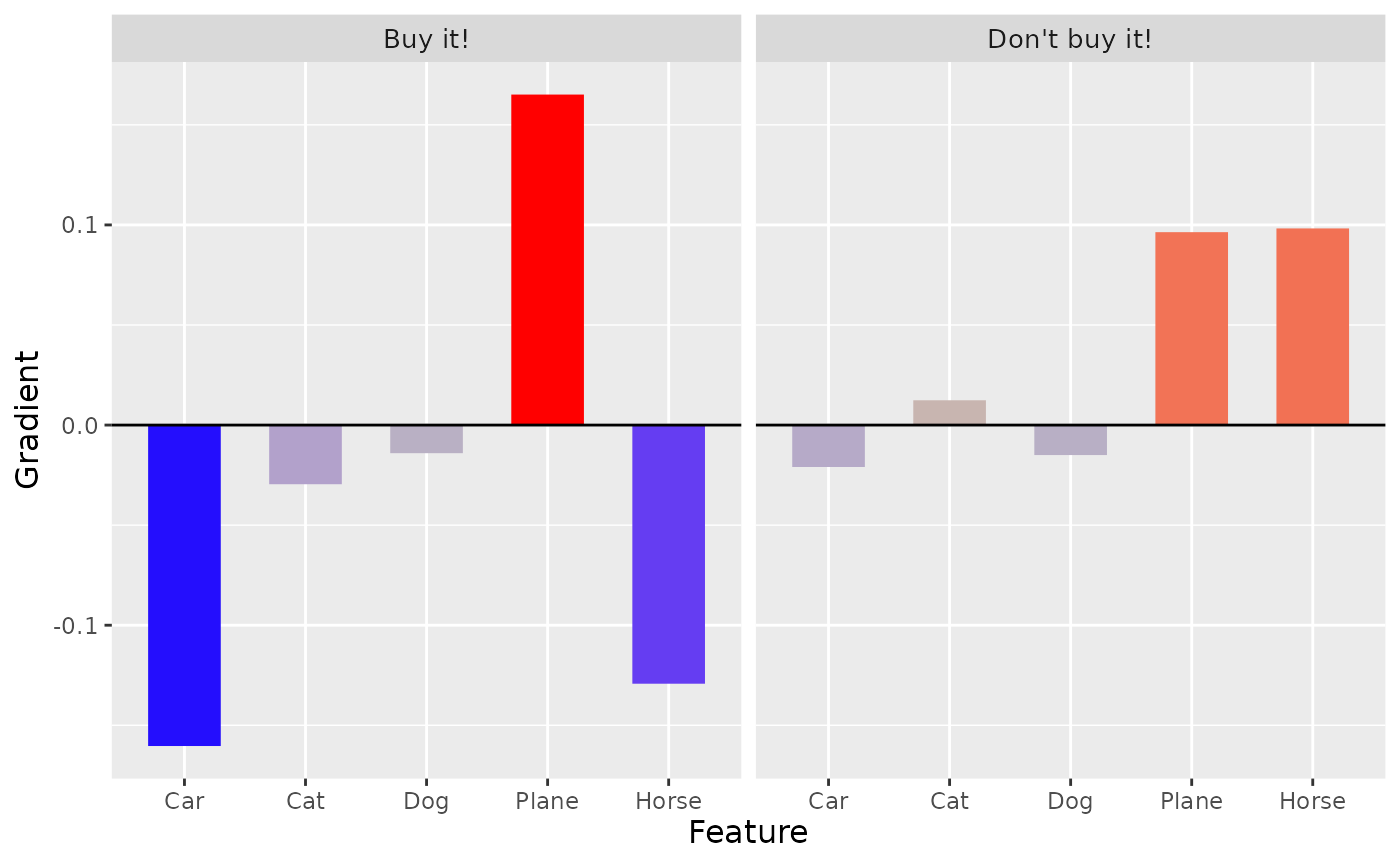 Buy it!
Don't buy it!
Gradient
0.1
0.0
-0.1
Car Cat Dog Plane Horse
Car Cat Dog Plane Horse
Feature